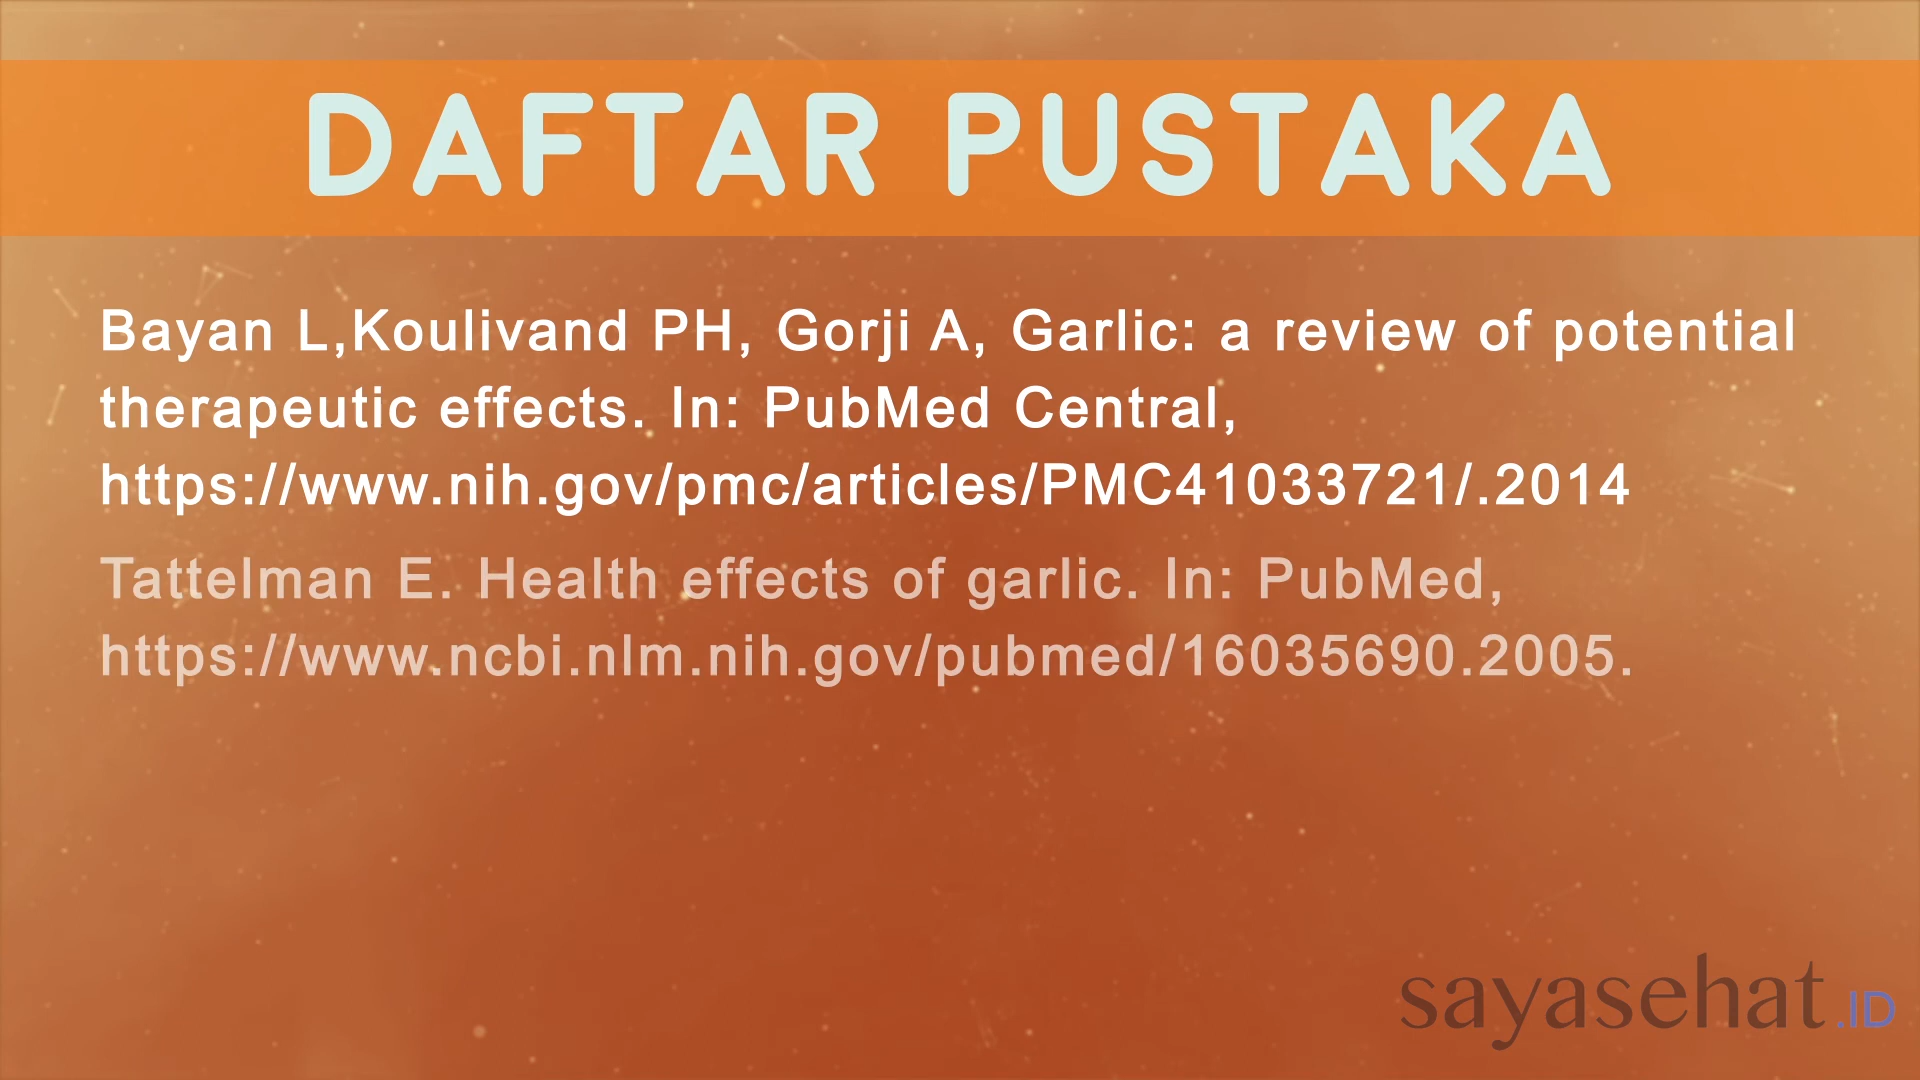 DAFTAR PUSTAKA
Bayan L,Koulivand PH, Gorji A, Garlic: a review of potential
therapeutic effects. In: PubMed Central,
https://www.nih.gov/pmc/articles/PMC41033721/.2014
Tattelman E. Health effects of garlic. In: PubMed,
https://www.ncbi.nlm.nih.gov/pubmed/16035690.2005.
sayasehat.ID